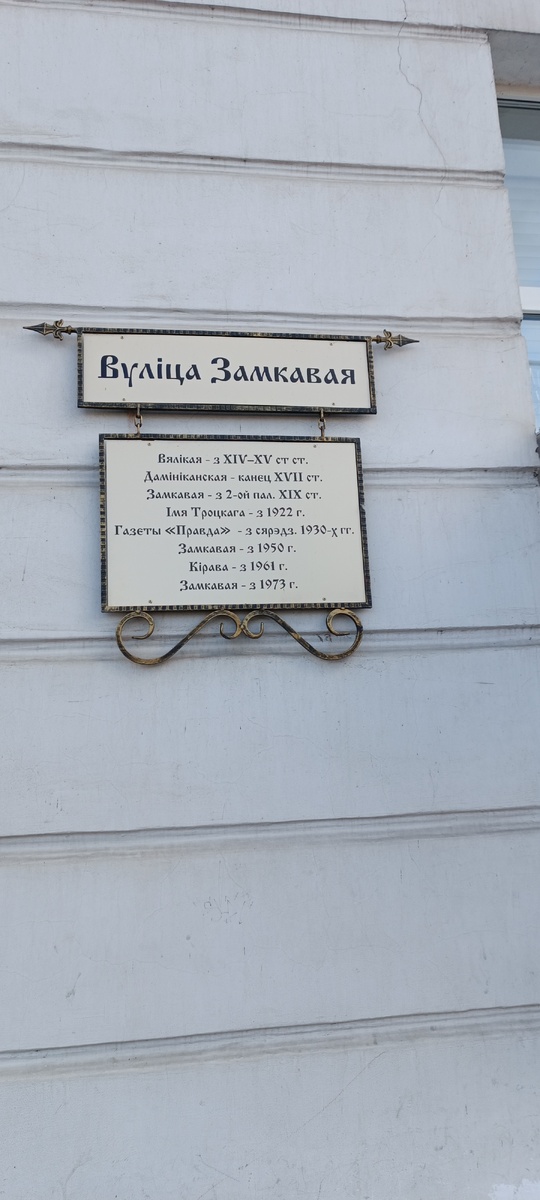 Вуліца Замкавая
Вялікая - з XIV–XV ст ст.
Дамініканская - канец XVII ст.
Замкавая - з 2-ой пал. XIX ст.
Імя Троцкага - з 1922 г.
Газеты «Правда» - з сярэдз. 1930-х гг.
Замкавая - з 1950 г.
Кірава - з 1961 г.
Замкавая - з 1973 г.